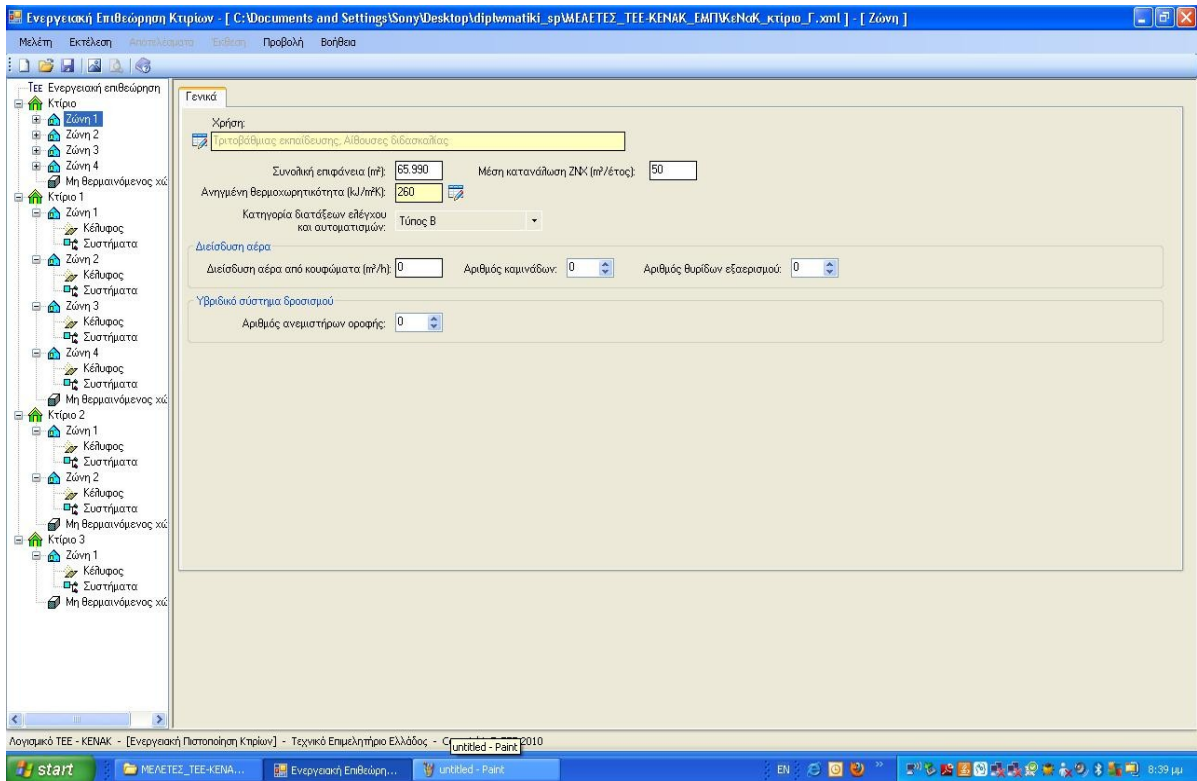 Ενεργειακή Επιθεώρηση Κτιρίων - [ C:\Documents and Settings\Sony\Desktop\diplwmatiki_sp\ΜΕΛΕΤΕΣ_ΤΕΕ-ΚΕΝΑΚ_ΕΜΠ\ΚεΝαΚ_κτίριο_Γ.xml ] - [ Ζώνη ]
Μελέτη Εκτέλεση Αποτελέσματα Έκθεση Προβολή Βοήθεια
ΤΕΕ Ενεργειακή επιθεώρηση
Κτίριο
Ζώνη 1
Ζώνη 2
Ζώνη 3
Ζώνη 4
Μη θερμαινόμενος χώ
Κτίριο 1
Ζώνη 1
Κέλυφος
Συστήματα
Ζώνη 2
Κέλυφος
Συστήματα
Ζώνη 3
Κέλυφος
Συστήματα
Ζώνη 4
Κέλυφος
Συστήματα
Μη θερμαινόμενος χώ
Κτίριο 2
Ζώνη 1
Κέλυφος
Συστήματα
Ζώνη 2
Κέλυφος
Συστήματα
Μη θερμαινόμενος χώ
Κτίριο 3
Ζώνη 1
Κέλυφος
Συστήματα
Μη θερμαινόμενος χώ
Γενικά
Χρήση:
Τριτοβάθμιας εκπαίδευσης, Αίθουσες διδασκαλίας
Συνολική επιφάνεια (m²): 65.990 Μέση κατανάλωση ΖΝΧ (m³/έτος): 50
Ανηγμένη θερμοχωρητικότητα (kJ/m²K): 260
Κατηγορία διατάξεων ελέγχου
και αυτοματισμών: Τύπος Β
Διείσδυση αέρα
Διείσδυση αέρα από κουφώματα (m³/h): 0 Αριθμός καμινάδων: 0 Αριθμός θυρίδων εξαερισμού: 0
Υβριδικό σύστημα δροσισμού
Αριθμός ανεμιστήρων οροφής: 0
Λογισμικό ΤΕΕ - ΚΕΝΑΚ - [Ενεργειακή Πιστοποίηση Κτιρίων] - Τεχνικό Επιμελητήριο Ελλάδος - 2010
untitled - Paint
start ΜΕΛΕΤΕΣ_ΤΕΕ-ΚΕΝΑ... Ενεργειακή Επιθεώρη... untitled - Paint EN 8:39 μμ